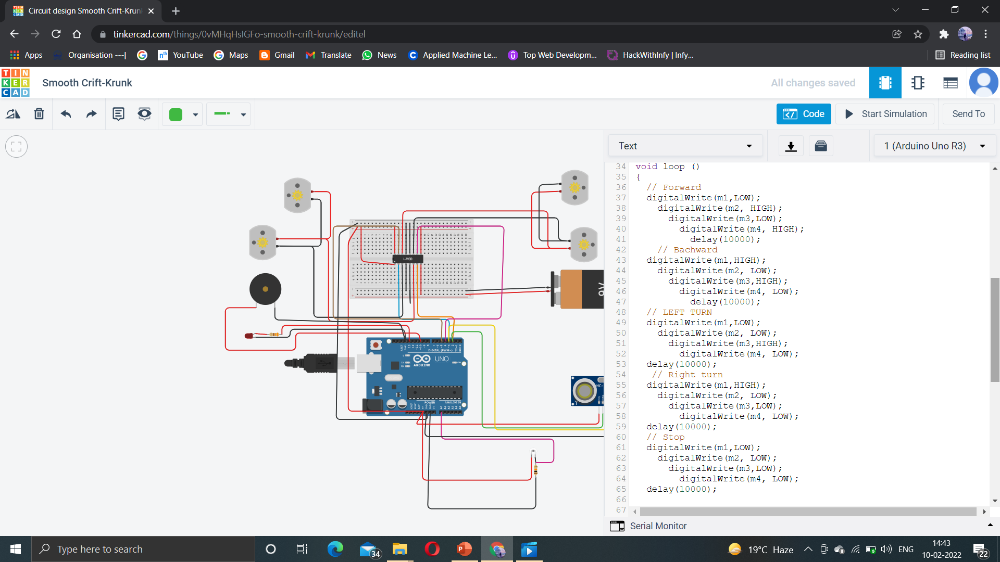 Circuit design Smooth Crift-Krun
tinkercad.com/things/0vMHqHslGFo-smooth-crift-krunk/editel
Apps
Organisation ---|
YouTube
Maps
Gmail
Translate
News
Applied Machine Le...
Top Web Developm...
HackWithInfy | Infy...
Reading list
TIN
KER
CAD
Smooth Crift-Krunk
All changes saved
Code
Start Simulation
Send To
Text
1 (Arduino Uno R3)
34 void loop ()
35 {
36 // Forward
37 digitalWrite(m1,LOW);
38 digitalWrite(m2, HIGH);
39 digitalWrite(m3,LOW);
40 digitalWrite(m4, HIGH);
41 delay(10000);
42 // Bachward
43 digitalWrite(m1,HIGH);
44 digitalWrite(m2, LOW);
45 digitalWrite(m3,HIGH);
46 digitalWrite(m4, LOW);
47 delay(10000);
48 // LEFT TURN
49 digitalWrite(m1,LOW);
50 digitalWrite(m2, LOW);
51 digitalWrite(m3,HIGH);
52 digitalWrite(m4, LOW);
53 delay(10000);
54 // Right turn
55 digitalWrite(m1,HIGH);
56 digitalWrite(m2, LOW);
57 digitalWrite(m3,LOW);
58 digitalWrite(m4, LOW);
59 delay(10000);
60 // Stop
61 digitalWrite(m1,LOW);
62 digitalWrite(m2, LOW);
63 digitalWrite(m3,LOW);
64 digitalWrite(m4, LOW);
65 delay(10000);
66
67
L293D
9V
DIGITAL (PWM~)
UNO
ARDUINO
POWER
ANALOG IN
HC-
Serial Monitor
Type here to search
34
19°C Haze
ENG
14:43
10-02-2022
22